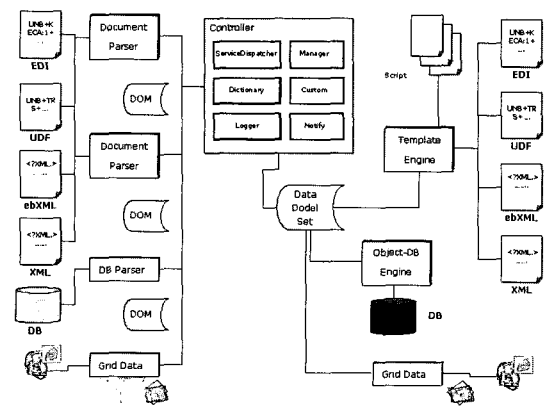 UNB+K
ECA:1+
...
EDI
UNB+TR
S+...
UDF
<?XML.>
......
ebXML
<?XML.>
......
XML
DB
Document
Parser
DOM
Document
Parser
DOM
DB Parser
DOM
Grid Data
Controller
ServiceDispatcher
Manager
Dictionary
Custom
Logger
Notify
Data
Dodel
Set
Script
Template
Engine
Object-DB
Engine
DB
Grid Data
UNB+K
ECA:1+
...
EDI
UNB+TR
S+...
UDF
<?XML.>
......
ebXML
<?XML.>
......
XML